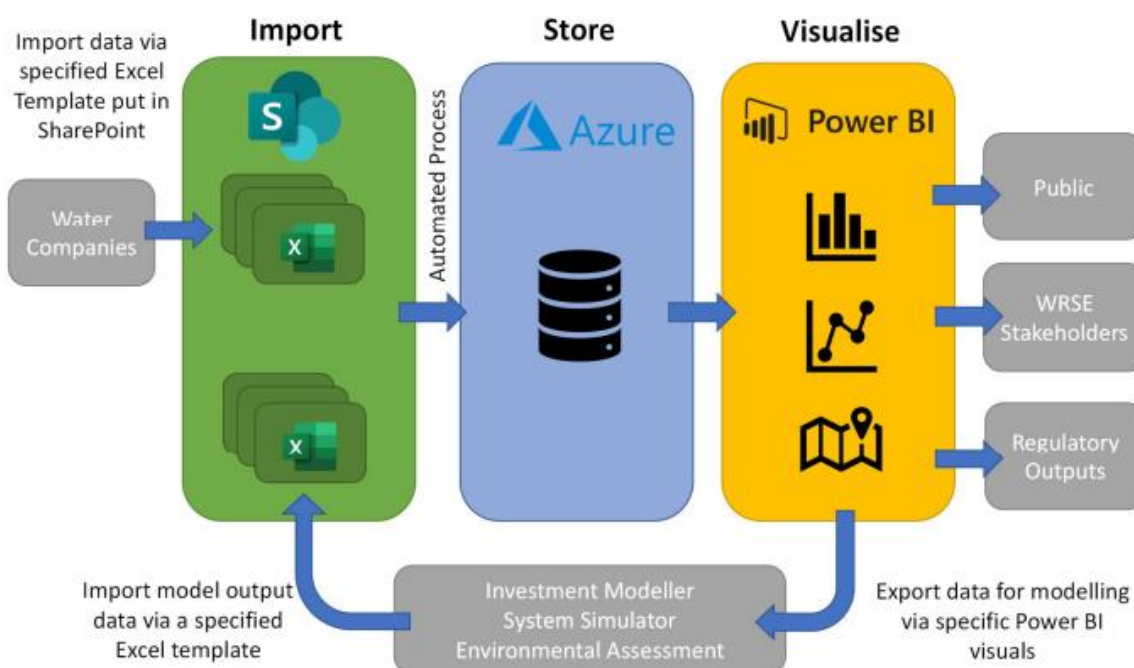 Import
Store
Visualise
Import data via
specified Excel
Template put in
SharePoint
S
Azure
Power BI
Water
Companies
X
Automated Process
Public
WRSE
Stakeholders
X
Regulatory
Outputs
Import model output
data via a specified
Excel template
Investment Modeller
System Simulator
Environmental Assessment
Export data for modelling
via specific Power BI
visuals